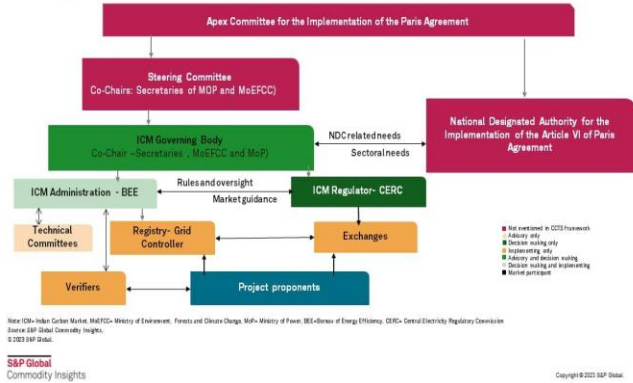 Apex Committee for the Implementation of the Paris Agreement
Steering Committee
Co-Chairs: Secretaries of MOP and MoEFCC)
National Designated Authority for the
Implementation of the Article VI of Paris
Agreement
ICM Governing Body
Co-Chair –Secretaries , MoEFCC and MoP)
NDC related needs
Sectoral needs
ICM Administration - BEE
Rules and oversight
Market guidance
ICM Regulator- CERC
Technical
Committees
Registry- Grid
Controller
Exchanges
Verifiers
Project proponents
Not mentioned in CCTS Framework
Advisory only
Decision making only
Implementing only
Advisory and decision making
Decision making and implementing
Market participant
Note: ICM= Indian Carbon Market, MoEFCC= Ministry of Environment, Forests and Climate Change, MoP= Ministry of Power, BEE=Bureau of Energy Efficiency, CERC= Central Electricity Regulatory Commission
Source: S&P Global Commodity Insights.
© 2023 S&P Global.
S&P Global
Commodity Insights
Copyright © 2023 S&P Global.